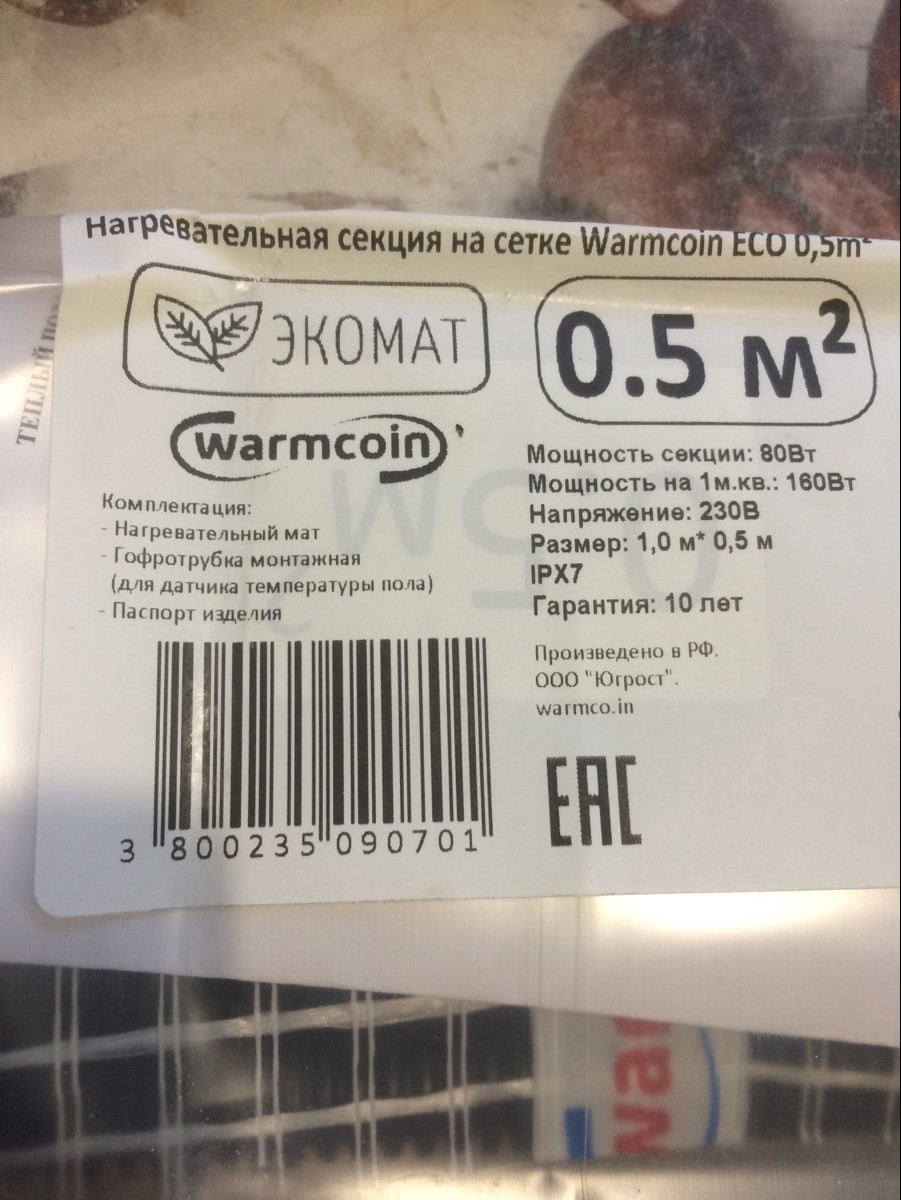 Нагревательная секция на сетке Warmcoin ECO 0,5m²
ЭКОМАТ
0.5 м²
warmcoin
Мощность секции: 80Вт
Мощность на 1м.кв.: 160Вт
Напряжение: 230В
Размер: 1,0 м* 0,5 м
IPX7
Гарантия: 10 лет
Комплектация:
- Нагревательный мат
- Гофротрубка монтажная
(для датчика температуры пола)
- Паспорт изделия
Произведено в РФ.
ООО "Югрост".
warmco.in
EAC
3 800235 090701
ТЕПЛЫЙ